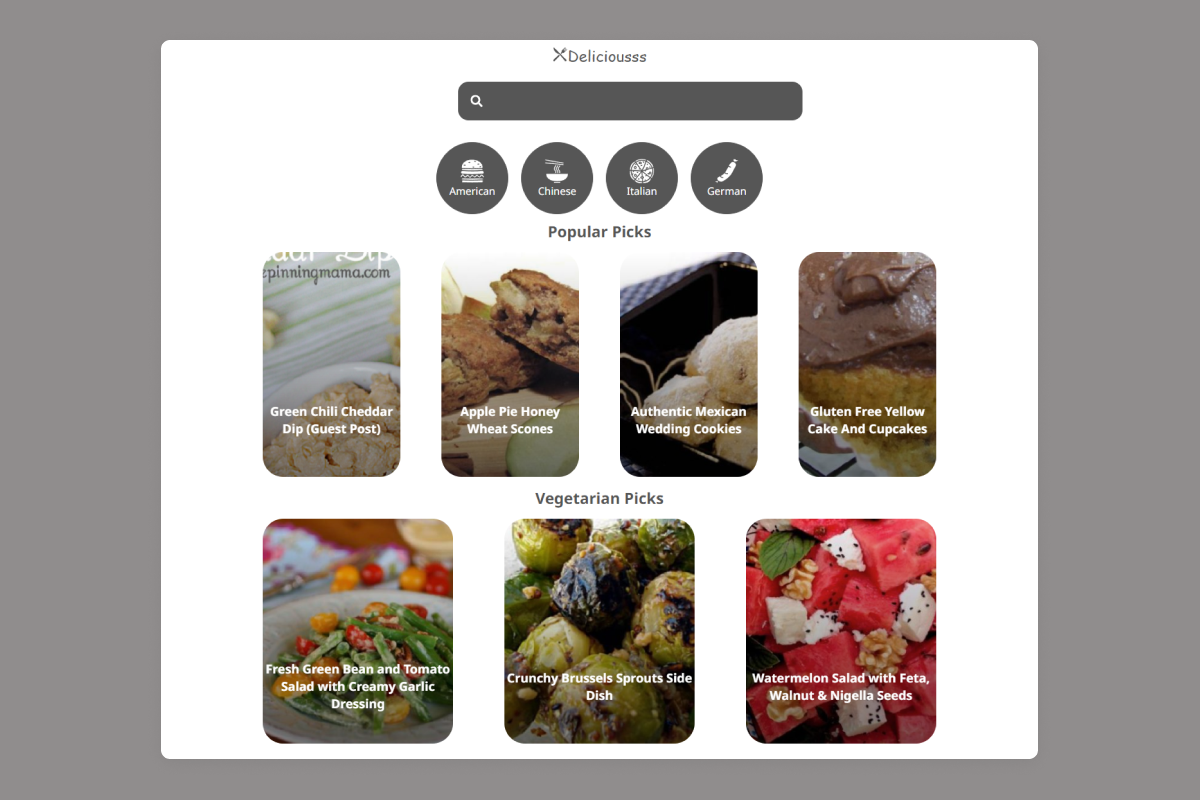 Deliciousss
American
Chinese
Italian
German
Popular Picks
epinningmama.com
Green Chili Cheddar
Dip (Guest Post)
Apple Pie Honey
Wheat Scones
Authentic Mexican
Wedding Cookies
Gluten Free Yellow
Cake And Cupcakes
Vegetarian Picks
Fresh Green Bean and Tomato
Salad with Creamy Garlic
Dressing
Crunchy Brussels Sprouts Side
Dish
Watermelon Salad with Feta,
Walnut & Nigella Seeds